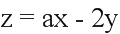 z = ax - 2y